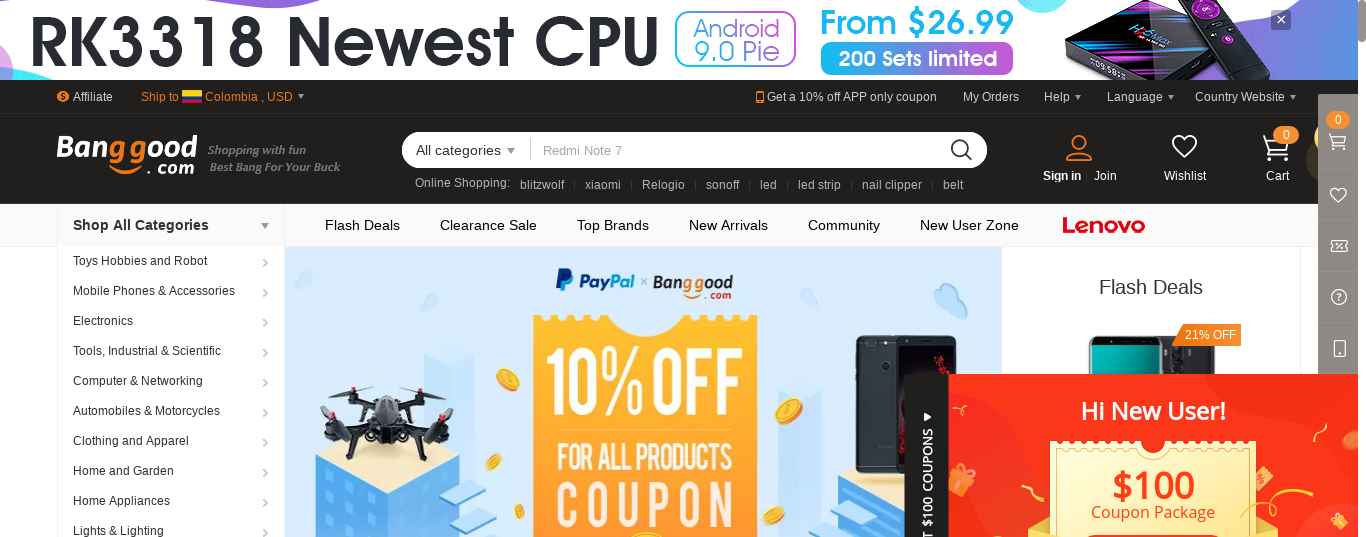 RK3318 Newest CPU
Android
9.0 Pie
From $26.99
200 Sets limited
Affiliate
Ship to Colombia , USD
Get a 10% off APP only coupon
My Orders
Help
Language
Country Website
Banggood
.com
Shopping with fun
Best Bang For Your Buck
All categories
Redmi Note 7
Online Shopping:
blitzwolf
xiaomi
Relogio
sonoff
led
led strip
nail clipper
belt
Sign in
Join
Wishlist
0
Cart
0
Shop All Categories
Flash Deals
Clearance Sale
Top Brands
New Arrivals
Community
New User Zone
Lenovo
Toys Hobbies and Robot
Mobile Phones & Accessories
Electronics
Tools, Industrial & Scientific
Computer & Networking
Automobiles & Motorcycles
Clothing and Apparel
Home and Garden
Home Appliances
Lights & Lighting
PayPal × Banggood
.com
10% OFF
FOR ALL PRODUCTS
COUPON
Flash Deals
21% OFF
$100 COUPONS
Hi New User!
$100
Coupon Package